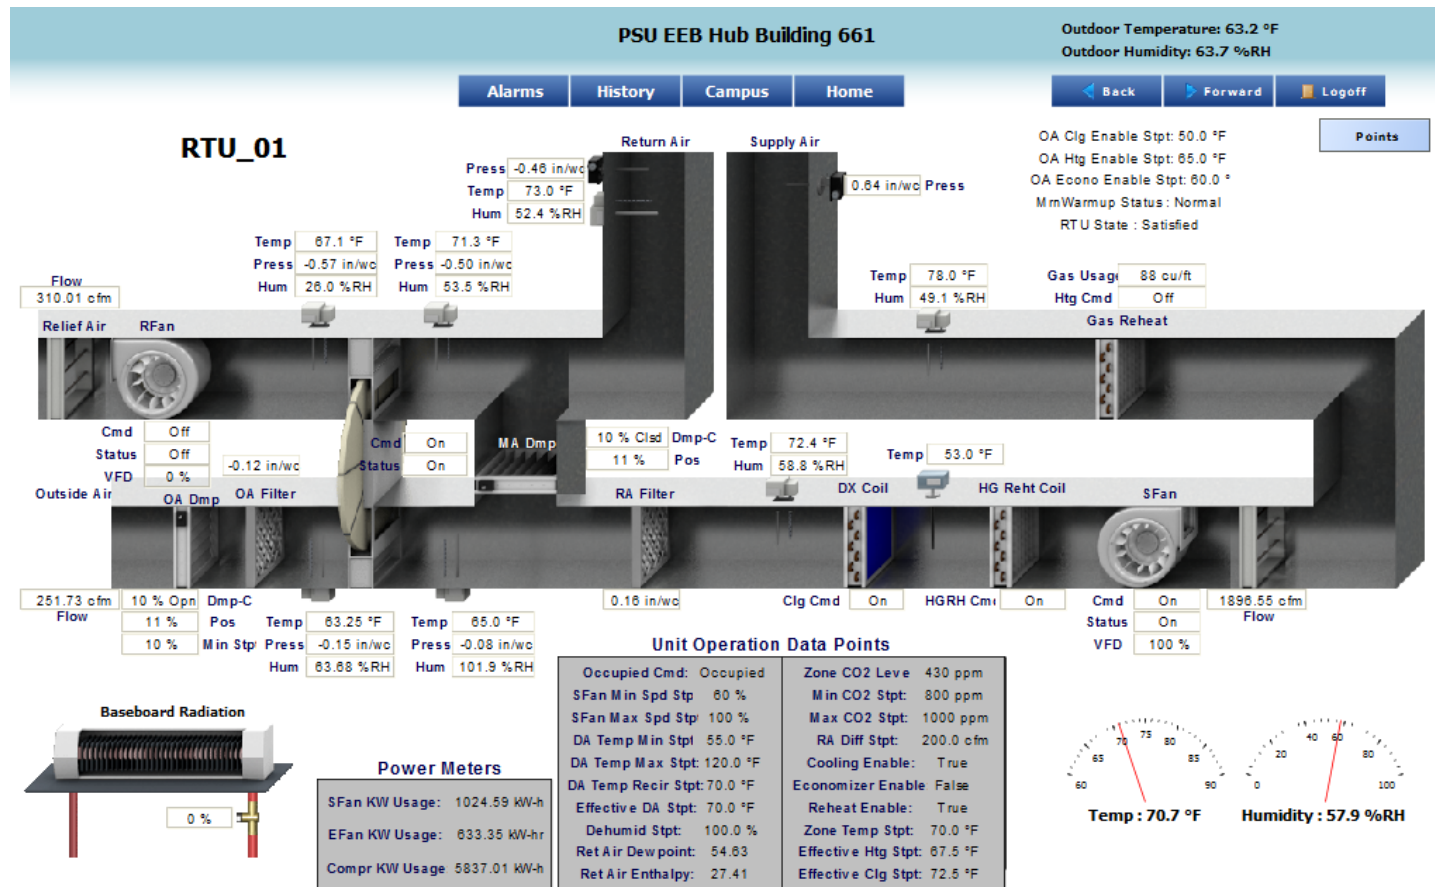 PSU EEB Hub Building 661
Outdoor Temperature: 63.2 °F
Outdoor Humidity: 63.7 %RH
Alarms History Campus Home
Back Forward Logoff
RTU_01
Return Air Supply Air
OA Clg Enable Stpt: 50.0 °F
OA Htg Enable Stpt: 65.0 °F
OA Econo Enable Stpt: 60.0 °
MrnWarmup Status : Normal
RTU State : Satisfied
Points
Press -0.46 in/wc
Temp 73.0 °F
Hum 52.4 %RH
0.64 in/wc Press
Temp 67.1 °F Temp 71.3 °F
Press -0.57 in/wc Press -0.50 in/wc
Hum 26.0 %RH Hum 53.5 %RH
Flow
310.01 cfm
Temp 78.0 °F
Hum 49.1 %RH
Gas Usage 88 cu/ft
Htg Cmd Off
Gas Reheat
Relief Air RFan
Cmd Off
Status Off
VFD 0 %
-0.12 in/wc
Cmd On
Status On
MA Dmp
10 % Clsd Dmp-C
11 % Pos
Temp 72.4 °F
Hum 58.8 %RH
Temp 53.0 °F
Outside Air OA Dmp OA Filter RA Filter DX Coil HG Reht Coil SFan
251.73 cfm
Flow
10 % Opn Dmp-C
11 % Pos
10 % Min Stp
Temp 63.25 °F Temp 65.0 °F
Press -0.15 in/wc Press -0.08 in/wc
Hum 63.68 %RH Hum 101.9 %RH
0.16 in/wc
Clg Cmd On
HGRH Cm On
Cmd On
Status On
VFD 100 %
1896.55 cfm
Flow
Unit Operation Data Points
Occupied Cmd: Occupied Zone CO2 Leve 430 ppm
SFan Min Spd Stp 60 % Min CO2 Stpt: 800 ppm
SFan Max Spd Stp 100 % Max CO2 Stpt: 1000 ppm
DA Temp Min Stpt 55.0 °F RA Diff Stpt: 200.0 cfm
DA Temp Max Stpt: 120.0 °F Cooling Enable: True
DA Temp Recir Stpt: 70.0 °F Economizer Enable False
Effective DA Stpt: 70.0 °F Reheat Enable: True
Dehumid Stpt: 100.0 % Zone Temp Stpt: 70.0 °F
Ret Air Dewpoint: 54.63 Effective Htg Stpt: 67.5 °F
Ret Air Enthalpy: 27.41 Effective Clg Stpt: 72.5 °F
Baseboard Radiation
0 %
Power Meters
SFan KW Usage: 1024.59 kW-h
EFan KW Usage: 633.35 kW-hr
Compr KW Usage 5837.01 kW-h
60 65 70 75 80 85 90
Temp : 70.7 °F
0 20 40 60 80 100
Humidity : 57.9 %RH